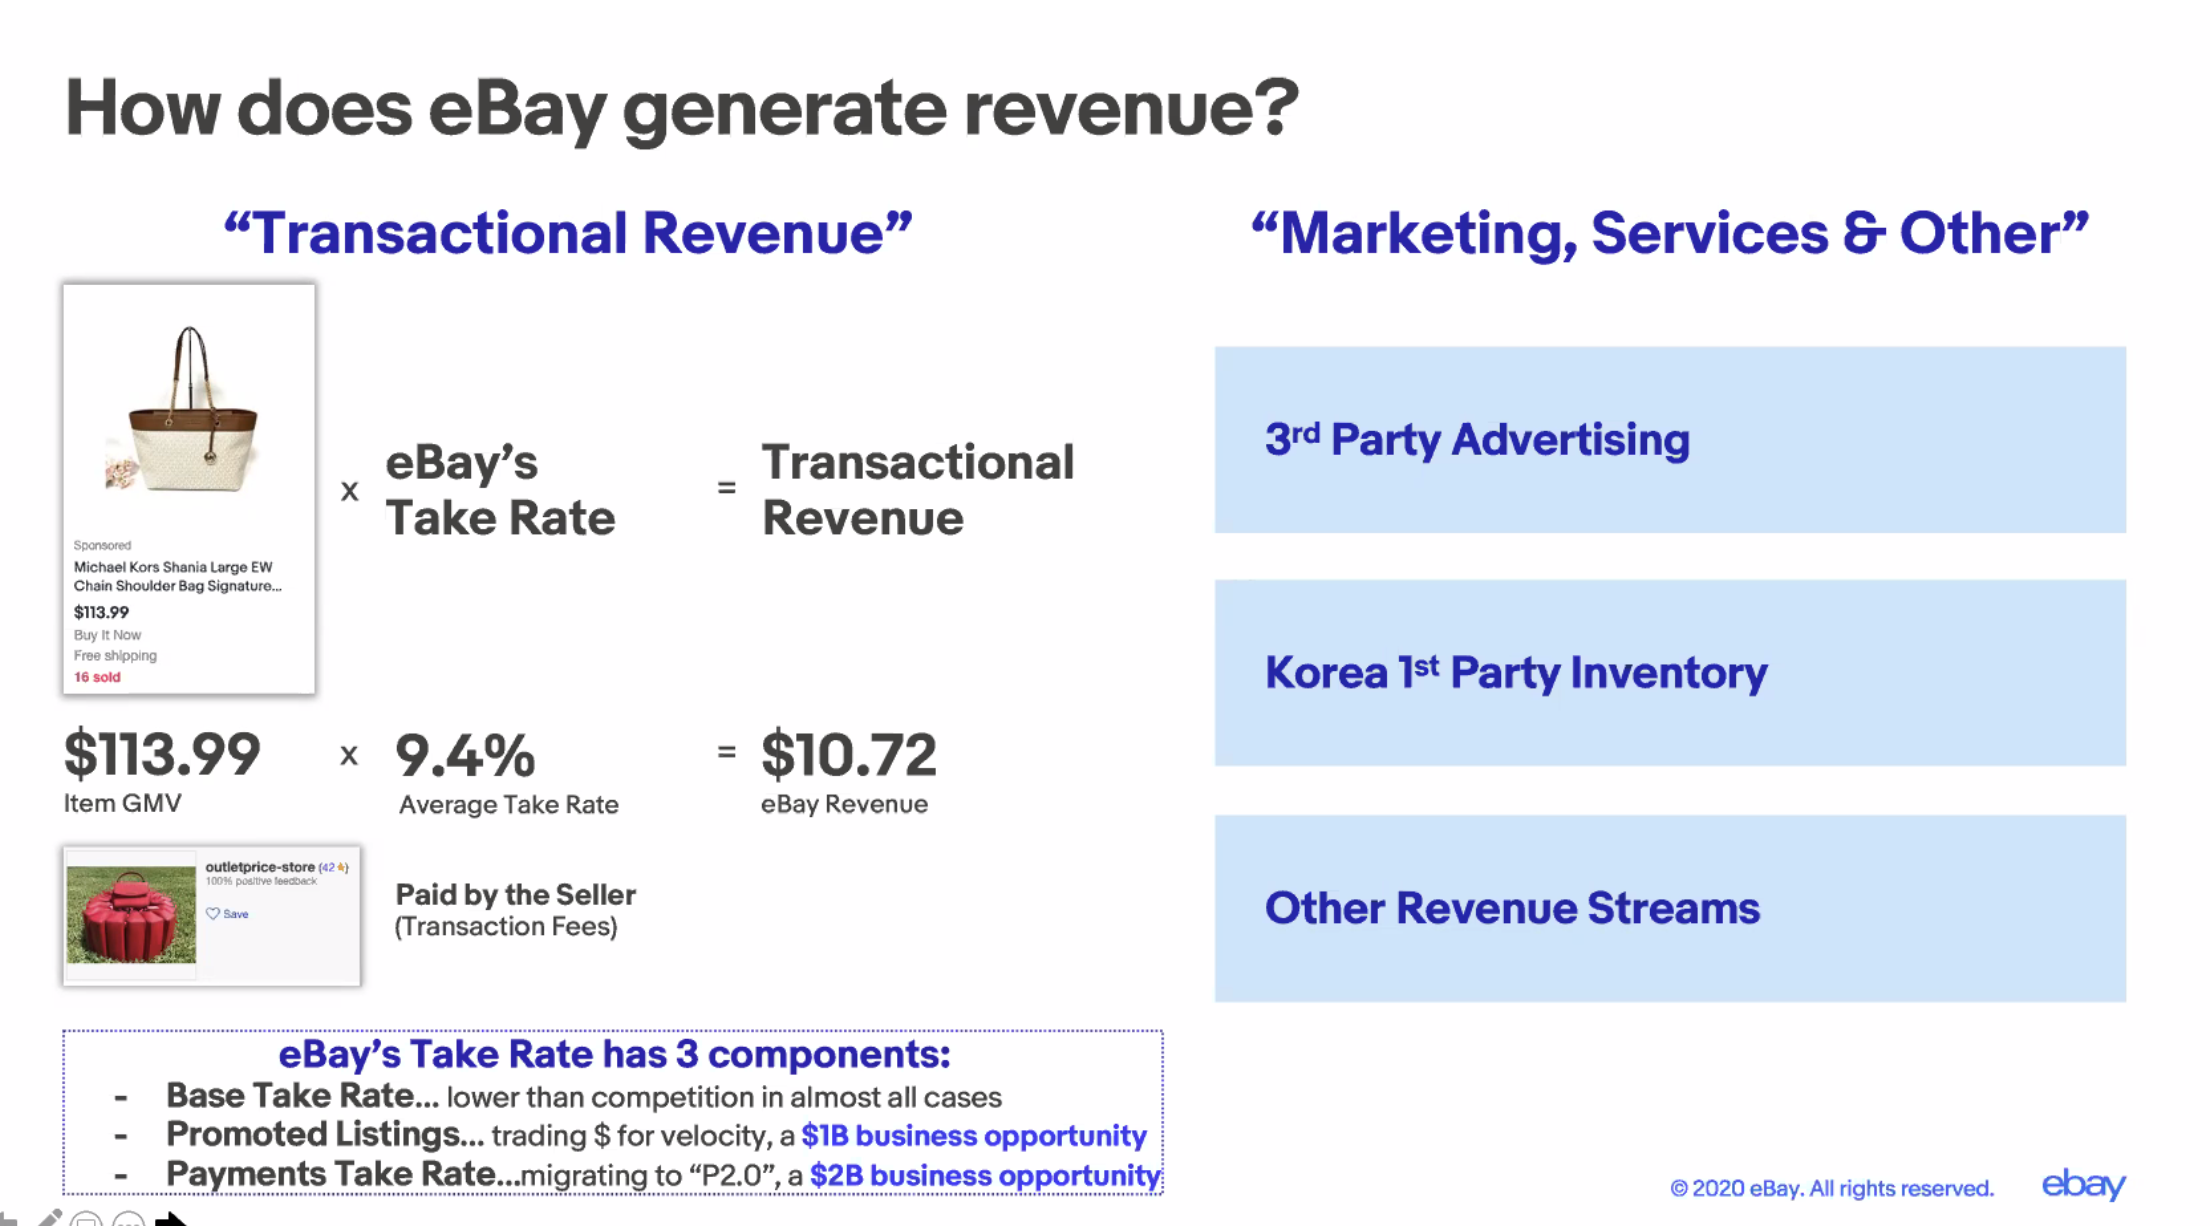 How does eBay generate revenue?
“Transactional Revenue”
Sponsored
Michael Kors Shania Large EW
Chain Shoulder Bag Signature...
$113.99
Buy It Now
Free shipping
16 sold
x
eBay’s
Take Rate
=
Transactional
Revenue
$113.99
Item GMV
x
9.4%
Average Take Rate
=
$10.72
eBay Revenue
outletprice-store (42★)
100% positive feedback
♡ Save
Paid by the Seller
(Transaction Fees)
eBay’s Take Rate has 3 components:
- Base Take Rate... lower than competition in almost all cases
- Promoted Listings... trading $ for velocity, a $1B business opportunity
- Payments Take Rate...migrating to “P2.0”, a $2B business opportunity
“Marketing, Services & Other”
3rd Party Advertising
Korea 1st Party Inventory
Other Revenue Streams
© 2020 eBay. All rights reserved.
ebay